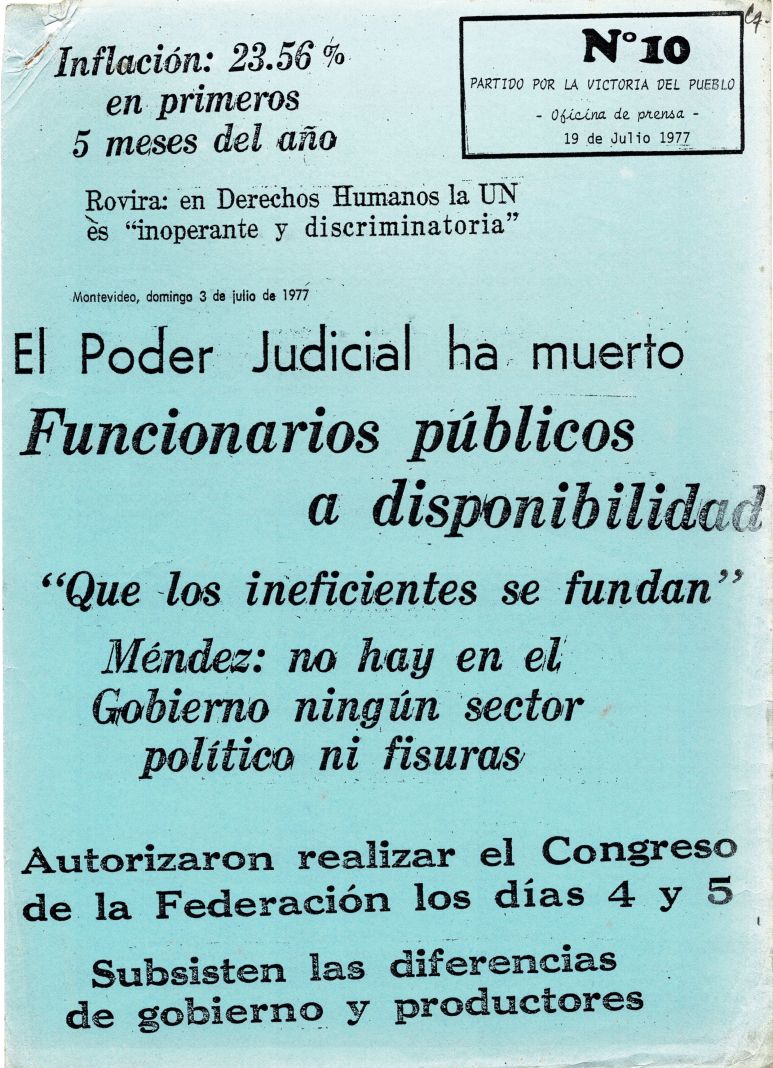 Inflación: 23.56 %
en primeros
5 meses del año
Nº 10
PARTIDO POR LA VICTORIA DEL PUEBLO
- Oficina de prensa -
19 de Julio 1977
Rovira: en Derechos Humanos la UN
es "inoperante y discriminatoria"
Montevideo, domingo 3 de julio de 1977
El Poder Judicial ha muerto
Funcionarios públicos
a disponibilidad
"Que los ineficientes se fundan"
Méndez: no hay en el
Gobierno ningún sector
político ni fisuras
Autorizaron realizar el Congreso
de la Federación los días 4 y 5
Subsisten las diferencias
de gobierno y productores